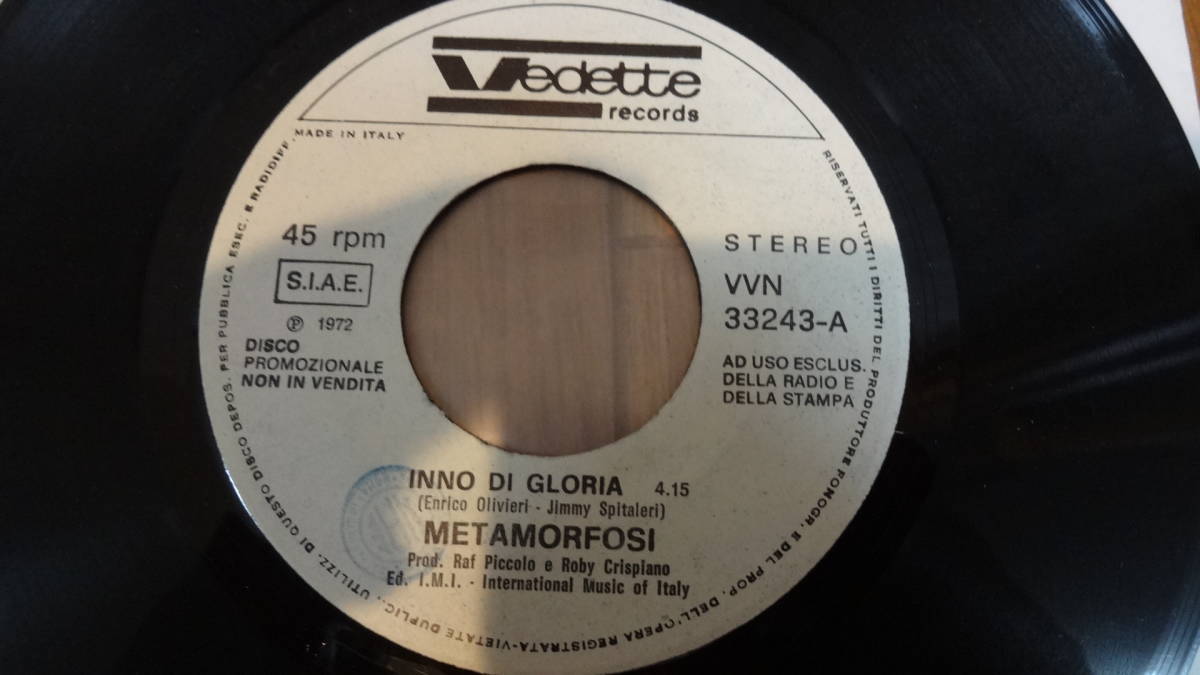 Vedette
records
MADE IN ITALY
45 rpm
S.I.A.E.
℗ 1972
DISCO
PROMOZIONALE
NON IN VENDITA
STEREO
VVN
33243-A
AD USO ESCLUS.
DELLA RADIO E
DELLA STAMPA
INNO DI GLORIA 4.15
(Enrico Olivieri - Jimmy Spitaleri)
METAMORFOSI
Prod. Raf Piccolo e Roby Crispiano
Ed. I.M.I. - International Music of Italy
RISERVATI TUTTI I DIRITTI DEL PRODUTTORE FONOGR. E DEL PROP. DELL'OPERA REGISTRATA-VIETATE DUPLIC., UTILIZZ. DI QUESTO DISCO DEPOS. PER PUBBLICA ESEC. E RADIODIFF.